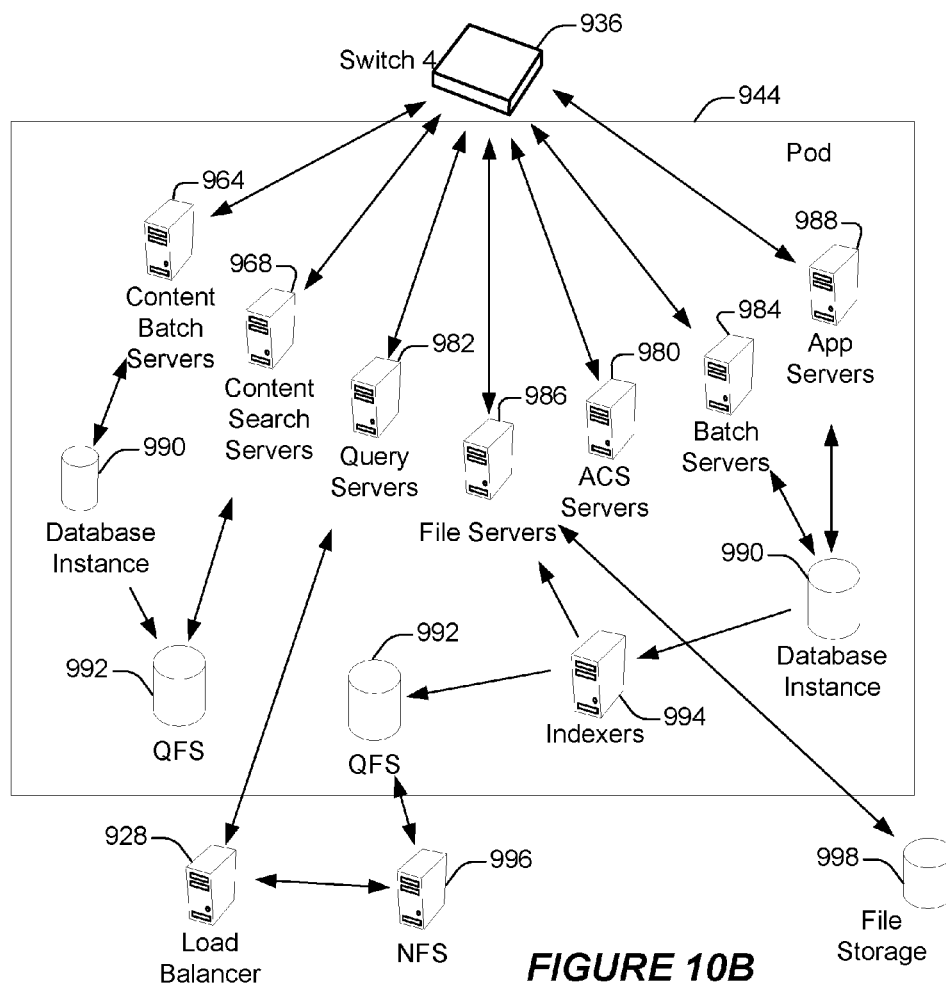 936
Switch 4
944
Pod
964
Content
Batch
Servers
968
Content
Search
Servers
982
Query
Servers
986
File Servers
980
ACS
Servers
984
Batch
Servers
988
App
Servers
990
Database
Instance
990
Database
Instance
992
QFS
992
QFS
994
Indexers
928
Load
Balancer
996
NFS
998
File
Storage
FIGURE 10B